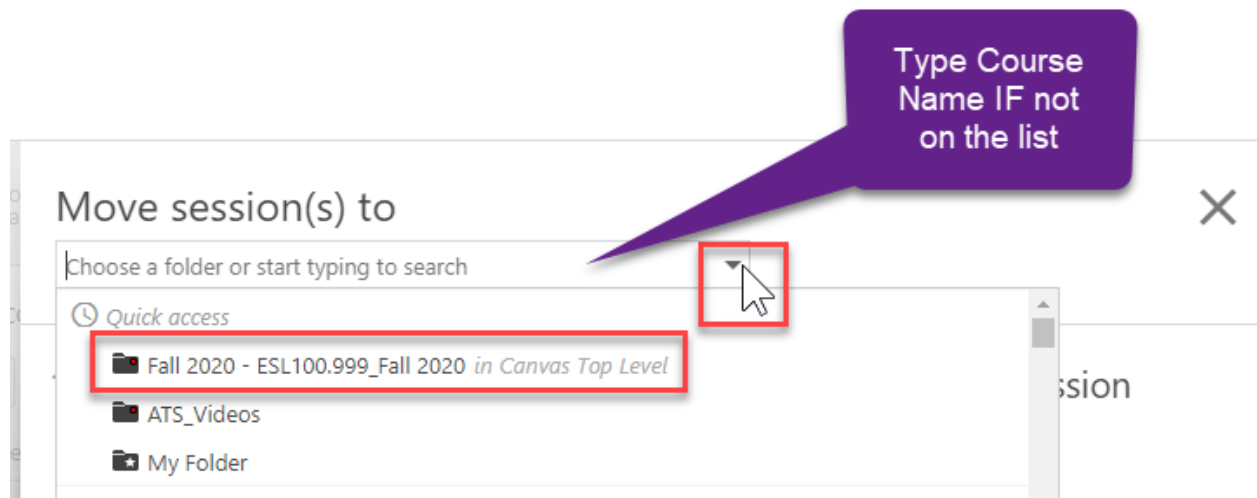 Type Course
Name IF not
on the list
Move session(s) to
Choose a folder or start typing to search
Quick access
Fall 2020 - ESL100.999_Fall 2020 in Canvas Top Level
ssion
ATS_Videos
My Folder